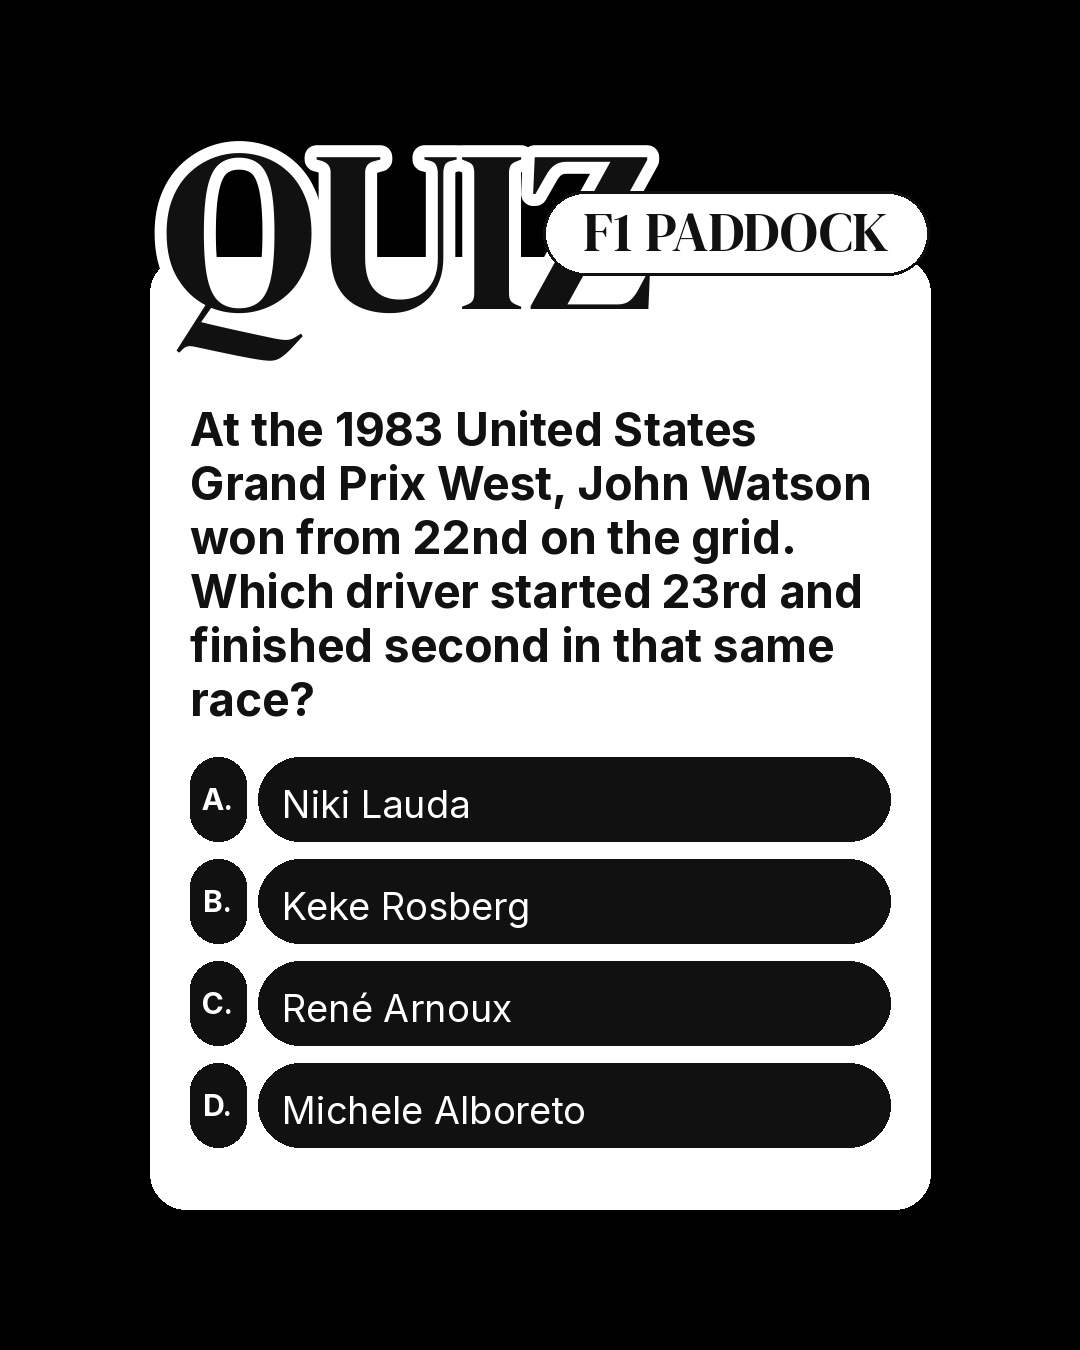 QUIZ
F1 PADDOCK
At the 1983 United States
Grand Prix West, John Watson
won from 22nd on the grid.
Which driver started 23rd and
finished second in that same
race?
A. Niki Lauda
B. Keke Rosberg
C. René Arnoux
D. Michele Alboreto